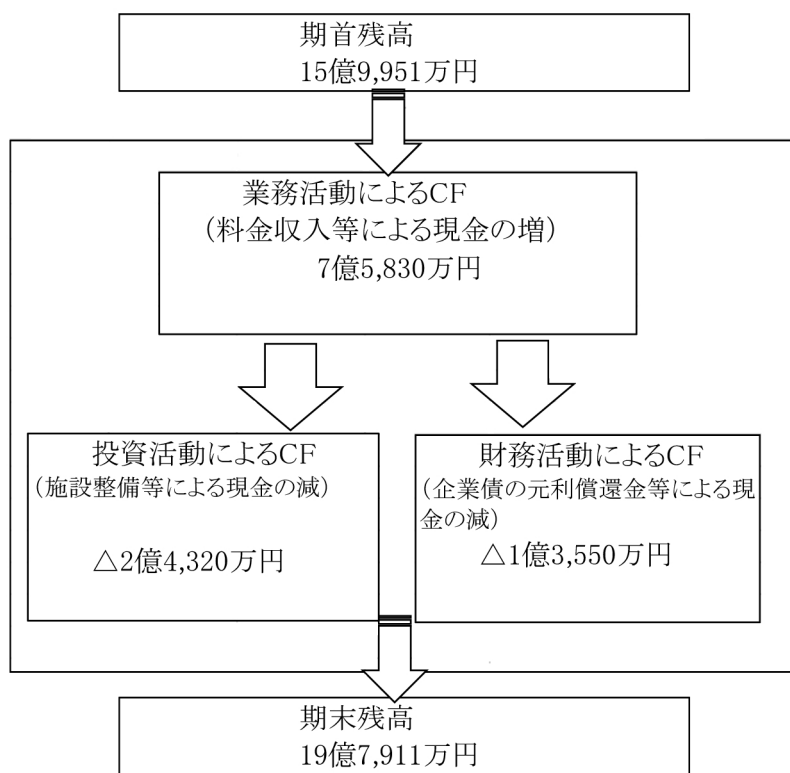 期首残高
15億9,951万円
業務活動によるCF
(料金収入等による現金の増)
7億5,830万円
投資活動によるCF
(施設整備等による現金の減)
△2億4,320万円
財務活動によるCF
(企業債の元利償還金等による現
金の減)
△1億3,550万円
期末残高
19億7,911万円